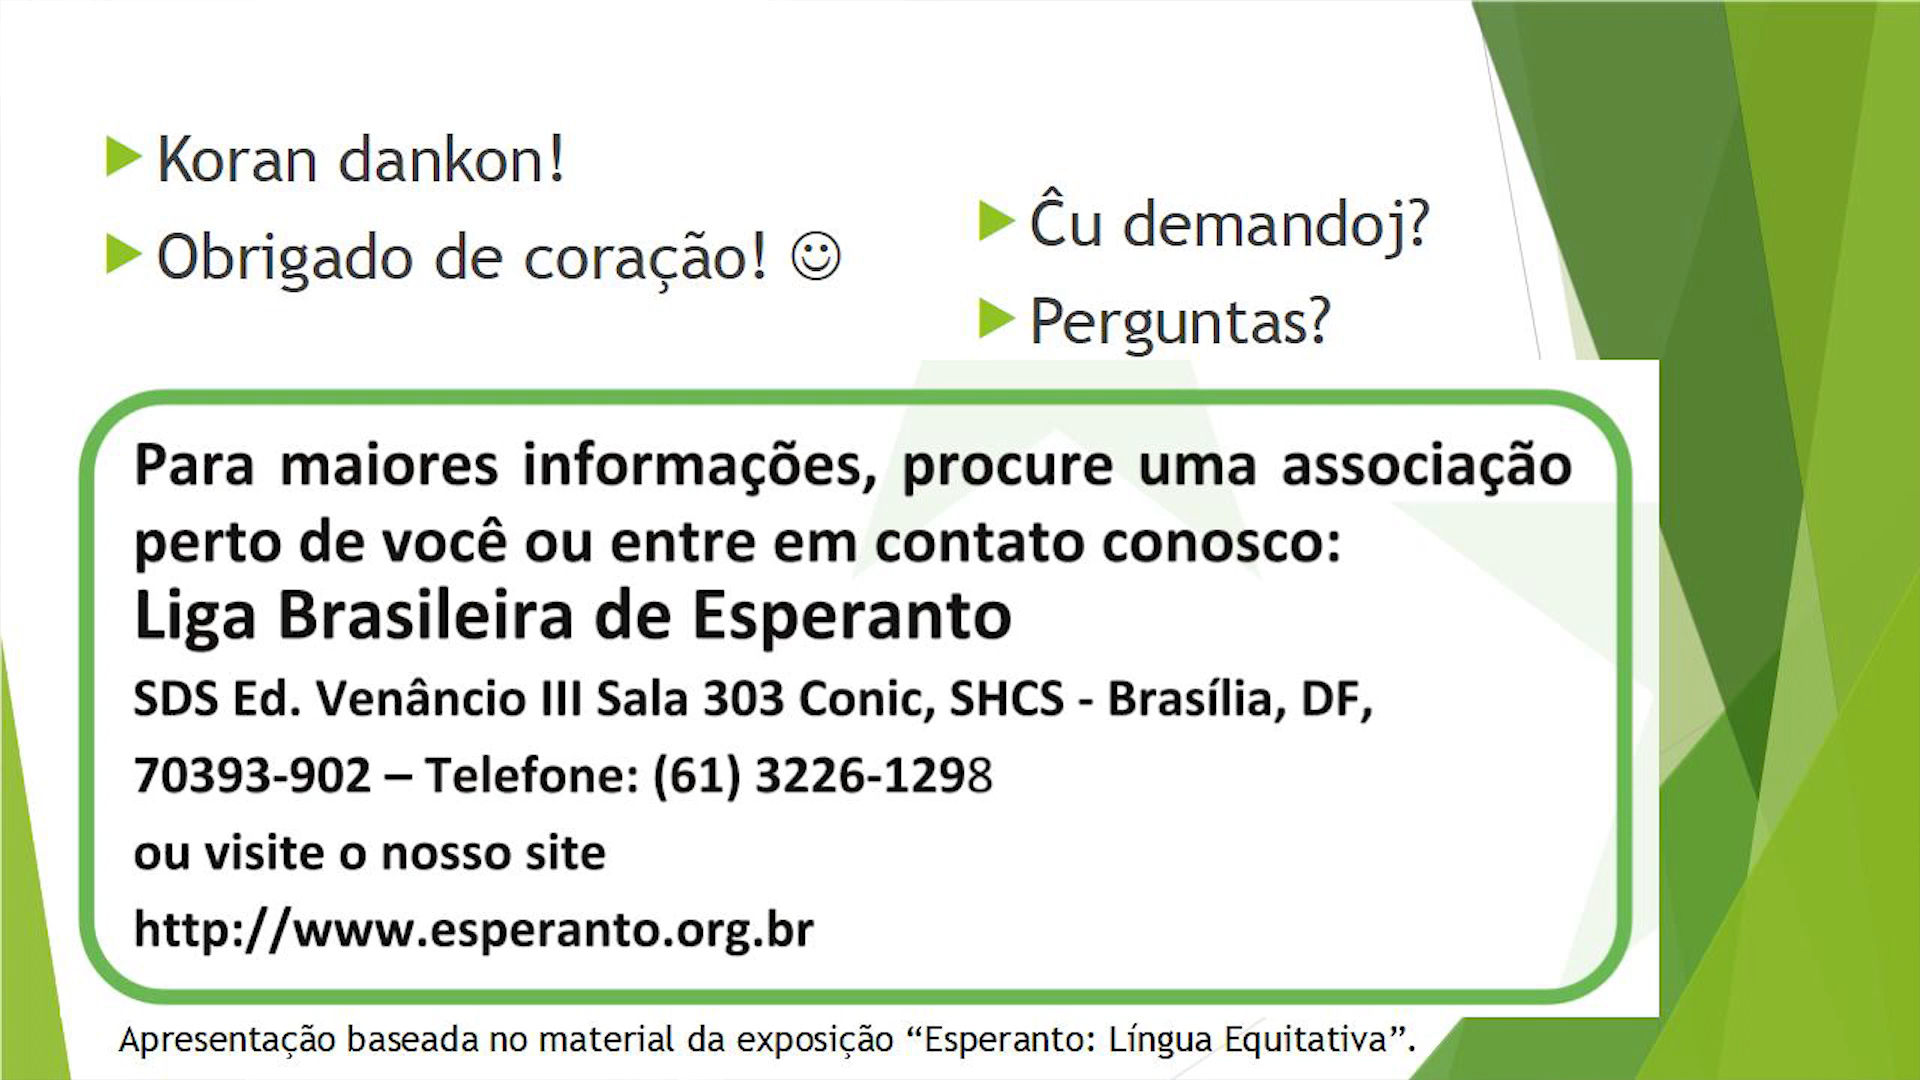 Koran dankon!
Obrigado de coração! ☺
Ĉu demandoj?
Perguntas?
Para maiores informações, procure uma associação
perto de você ou entre em contato conosco:
Liga Brasileira de Esperanto
SDS Ed. Venâncio III Sala 303 Conic, SHCS - Brasília, DF,
70393-902 – Telefone: (61) 3226-1298
ou visite o nosso site
http://www.esperanto.org.br
Apresentação baseada no material da exposição “Esperanto: Língua Equitativa”.